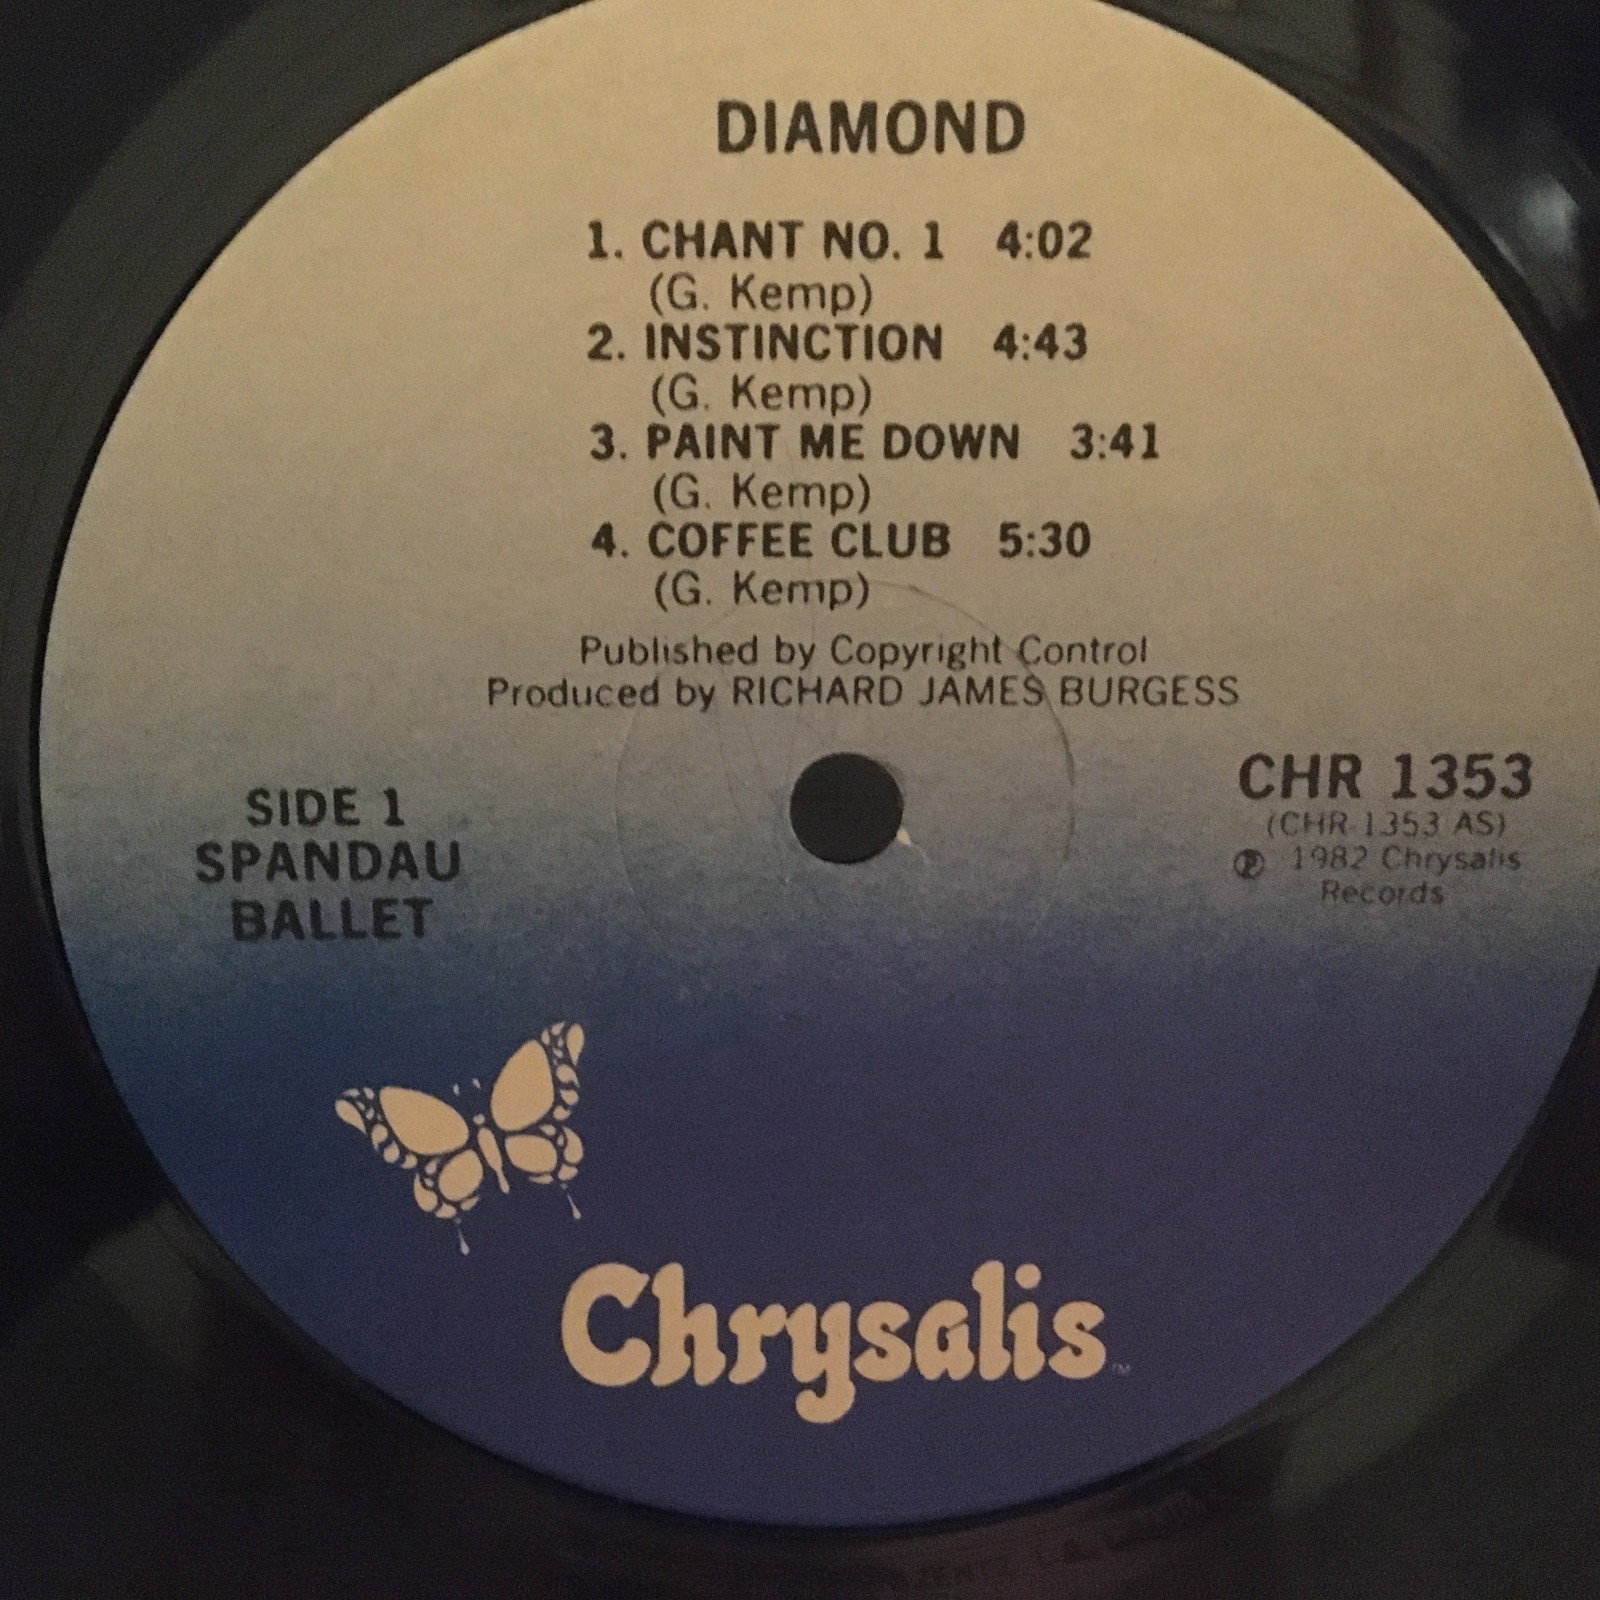 DIAMOND
1. CHANT NO. 1 4:02
(G. Kemp)
2. INSTINCTION 4:43
(G. Kemp)
3. PAINT ME DOWN 3:41
(G. Kemp)
4. COFFEE CLUB 5:30
(G. Kemp)
Published by Copyright Control
Produced by RICHARD JAMES BURGESS
SIDE 1
SPANDAU
BALLET
CHR 1353
(CHR 1353 AS)
℗ 1982 Chrysalis
Records
Chrysalis™